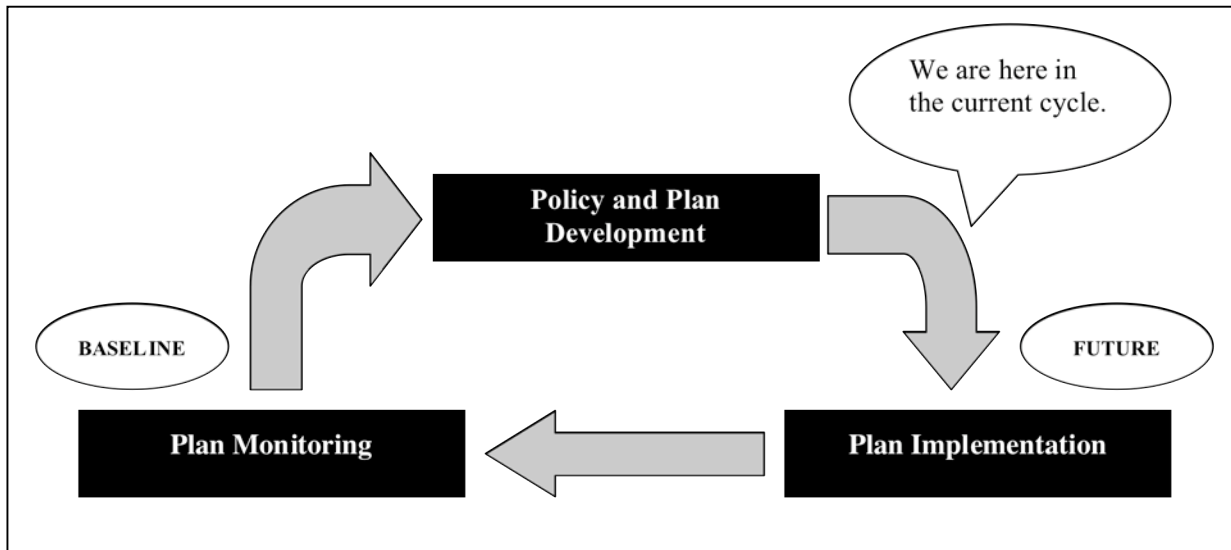 We are here in
the current cycle.
Policy and Plan
Development
BASELINE
FUTURE
Plan Monitoring
Plan Implementation